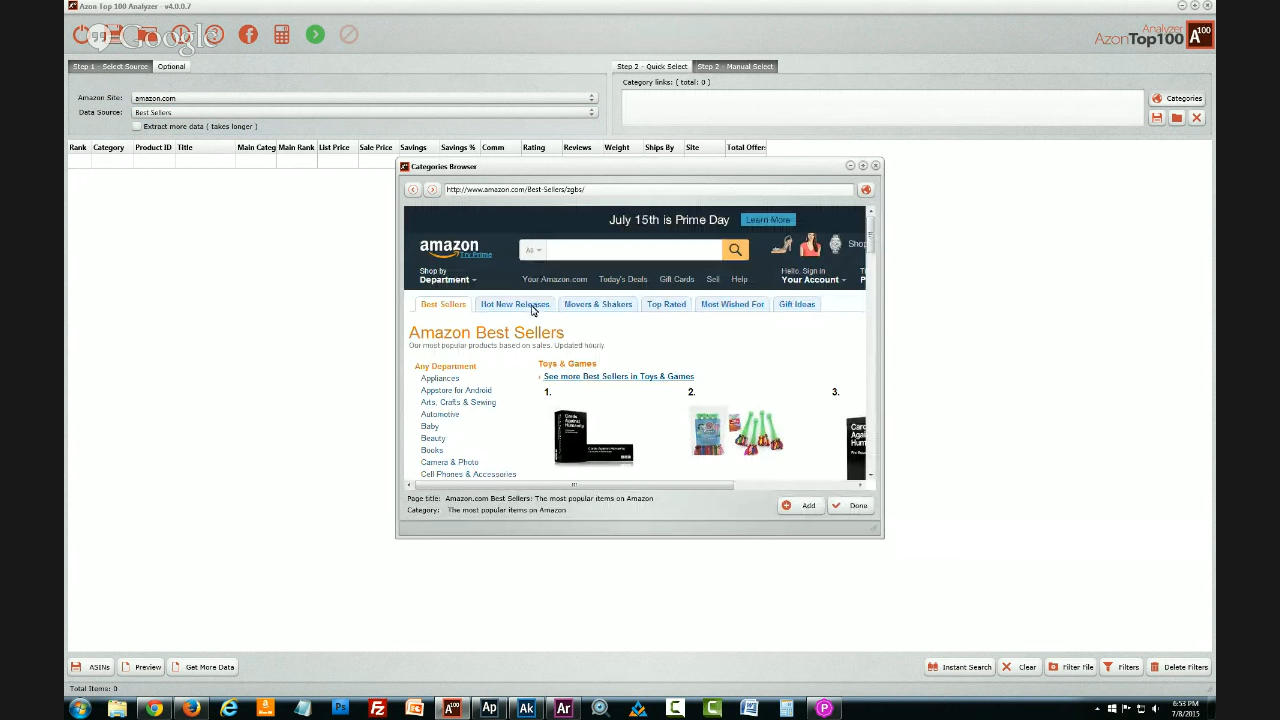 Azon Top 100 Analyzer - v4.0.0.7
Google
Analyzer
AzonTop100
A100
Step 1 - Select Source
Optional
Step 2 - Quick Select
Step 2 - Manual Select
Amazon Site:
amazon.com
Data Source:
Best Sellers
Extract more data ( takes longer )
Category links: ( total: 0 )
Categories
Rank Category Product ID Title Main Categ Main Rank List Price Sale Price Savings Savings % Comm Rating Reviews Weight Ships By Site Total Offer
Categories Browser
http://www.amazon.com/Best-Sellers/zgbs/
July 15th is Prime Day
Learn More
amazon
Try Prime
All
Shop
Shop by
Department
Your Amazon.com Today's Deals Gift Cards Sell Help
Hello. Sign in
Your Account
Best Sellers
Hot New Releases
Movers & Shakers
Top Rated
Most Wished For
Gift Ideas
Amazon Best Sellers
Our most popular products based on sales. Updated hourly.
Any Department
Appliances
Appstore for Android
Arts, Crafts & Sewing
Automotive
Baby
Beauty
Books
Camera & Photo
Cell Phones & Accessories
Toys & Games
› See more Best Sellers in Toys & Games
1.
2.
3.
Page title: Amazon.com Best Sellers: The most popular items on Amazon
Category: The most popular items on Amazon
Add
Done
ASINs
Preview
Get More Data
Instant Search
Clear
Filter File
Filters
Delete Filters
Total Items: 0
6:53 PM
7/8/2015